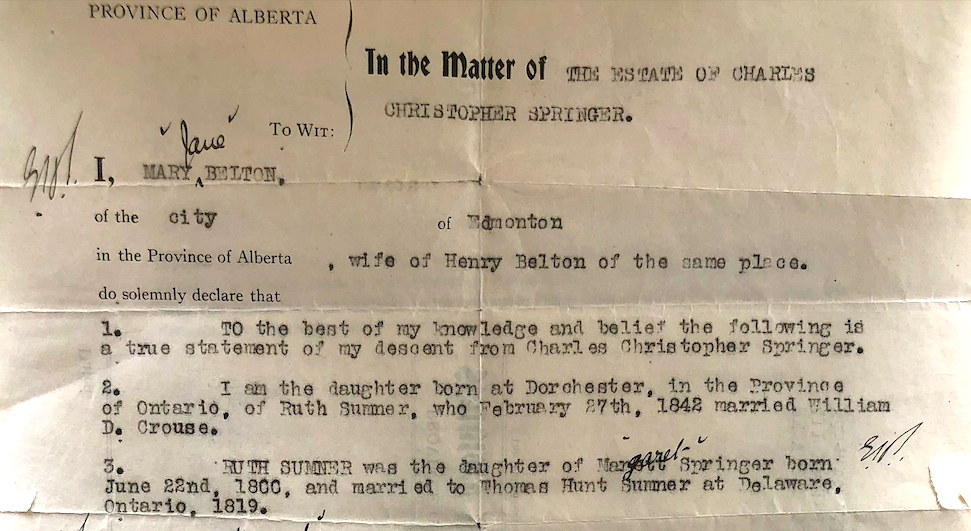 PROVINCE OF ALBERTA
In the Matter of THE ESTATE OF CHARLES
CHRISTOPHER SPRINGER.
To Wit:
"Jane"
I, MARY BELTON,
of the city of Edmonton
in the Province of Alberta , wife of Henry Belton of the same place.
do solemnly declare that
1. TO the best of my knowledge and belief the following is
a true statement of my descent from Charles Christopher Springer.
2. I am the daughter born at Dorchester, in the Province
of Ontario, of Ruth Sumner, who February 27th, 1842 married William
D. Crouse.
"garet"
3. RUTH SUMNER was the daughter of Springer born
June 22nd, 1800, and married to Thomas Hunt Sumner at Delaware,
Ontario, 1819.